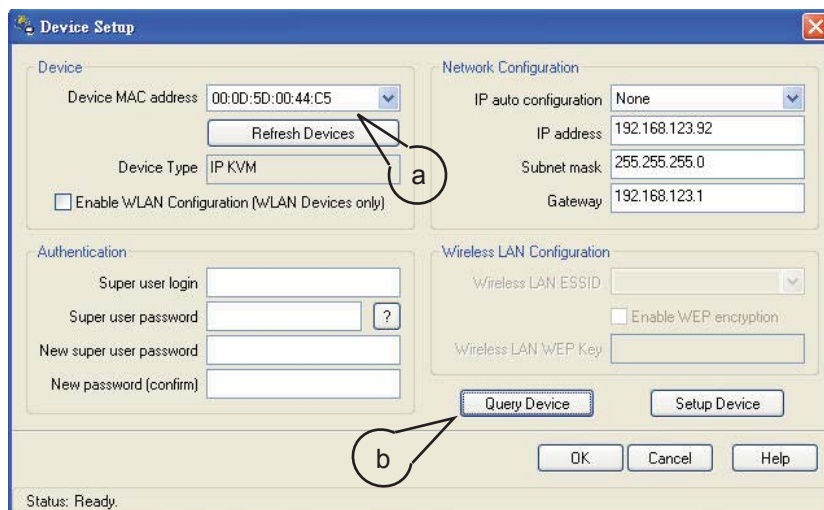 Device Setup
Device
Device MAC address 00:0D:5D:00:44:C5
Refresh Devices
Device Type IP KVM
Enable WLAN Configuration (WLAN Devices only)
a
Network Configuration
IP auto configuration None
IP address 192.168.123.92
Subnet mask 255.255.255.0
Gateway 192.168.123.1
Authentication
Super user login
Super user password ?
New super user password
New password (confirm)
Wireless LAN Configuration
Wireless LAN ESSID
Enable WEP encryption
Wireless LAN WEP Key
Query Device Setup Device
b
OK Cancel Help
Status: Ready.